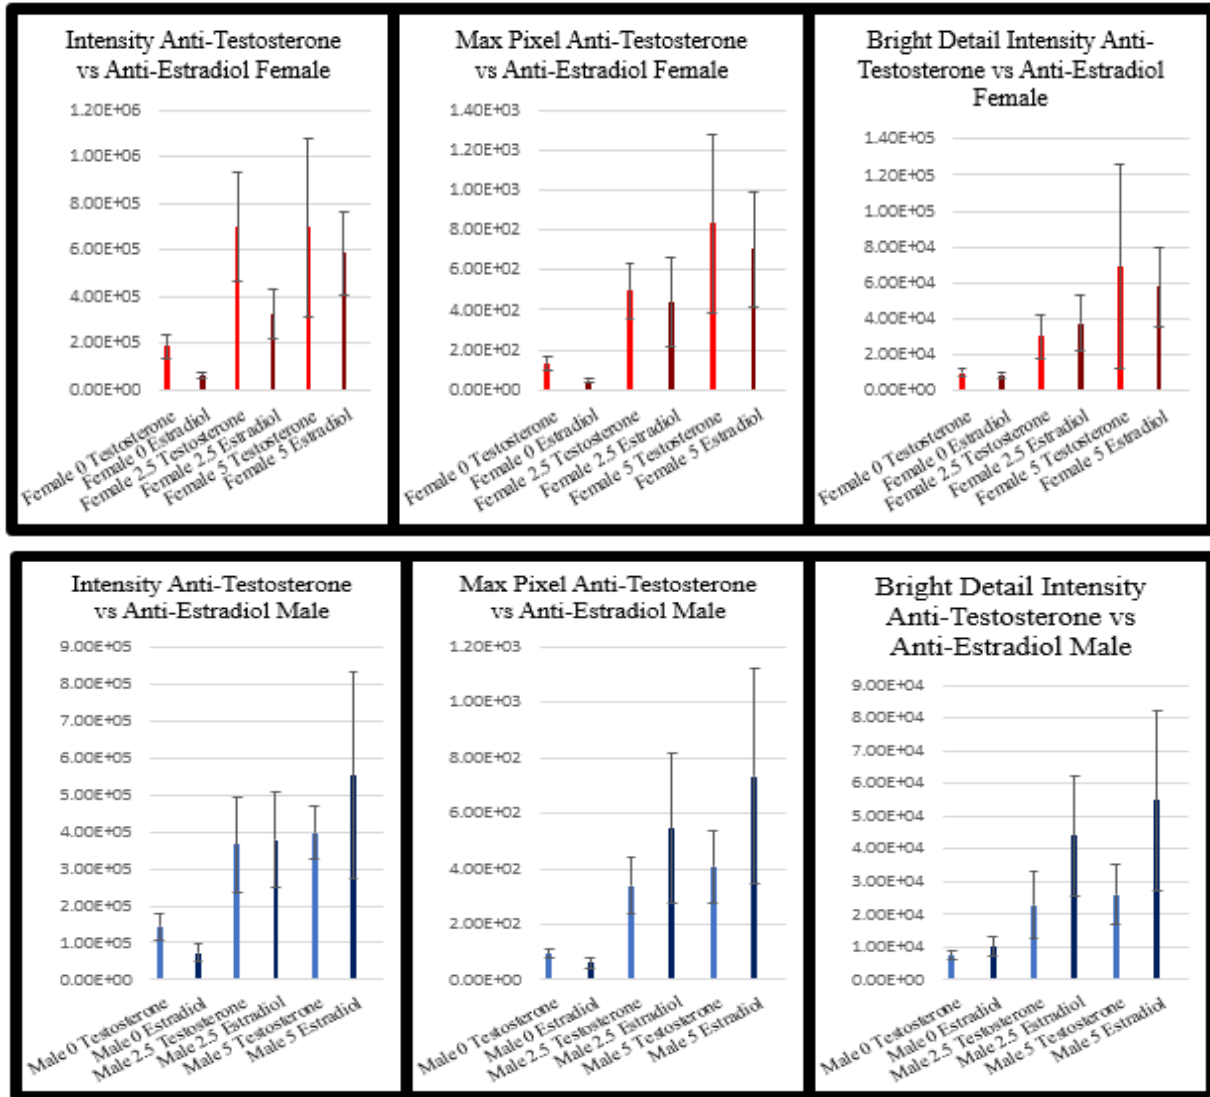 Intensity Anti-Testosterone
vs Anti-Estradiol Female
1.20E+06
1.00E+06
8.00E+05
6.00E+05
4.00E+05
2.00E+05
0.00E+00
Female 0 Testosterone
Female 0 Estradiol
Female 2.5 Testosterone
Female 2.5 Estradiol
Female 5 Testosterone
Female 5 Estradiol
Max Pixel Anti-Testosterone
vs Anti-Estradiol Female
1.40E+03
1.20E+03
1.00E+03
8.00E+02
6.00E+02
4.00E+02
2.00E+02
0.00E+00
Female 0 Testosterone
Female 0 Estradiol
Female 2.5 Testosterone
Female 2.5 Estradiol
Female 5 Testosterone
Female 5 Estradiol
Bright Detail Intensity Anti-
Testosterone vs Anti-Estradiol
Female
1.40E+05
1.20E+05
1.00E+05
8.00E+04
6.00E+04
4.00E+04
2.00E+04
0.00E+00
Female 0 Testosterone
Female 0 Estradiol
Female 2.5 Testosterone
Female 2.5 Estradiol
Female 5 Testosterone
Female 5 Estradiol
Intensity Anti-Testosterone
vs Anti-Estradiol Male
9.00E+05
8.00E+05
7.00E+05
6.00E+05
5.00E+05
4.00E+05
3.00E+05
2.00E+05
1.00E+05
0.00E+00
Male 0 Testosterone
Male 0 Estradiol
Male 2.5 Testosterone
Male 2.5 Estradiol
Male 5 Testosterone
Male 5 Estradiol
Max Pixel Anti-Testosterone
vs Anti-Estradiol Male
1.20E+03
1.00E+03
8.00E+02
6.00E+02
4.00E+02
2.00E+02
0.00E+00
Male 0 Testosterone
Male 0 Estradiol
Male 2.5 Testosterone
Male 2.5 Estradiol
Male 5 Testosterone
Male 5 Estradiol
Bright Detail Intensity
Anti-Testosterone vs
Anti-Estradiol Male
9.00E+04
8.00E+04
7.00E+04
6.00E+04
5.00E+04
4.00E+04
3.00E+04
2.00E+04
1.00E+04
0.00E+00
Male 0 Testosterone
Male 0 Estradiol
Male 2.5 Testosterone
Male 2.5 Estradiol
Male 5 Testosterone
Male 5 Estradiol